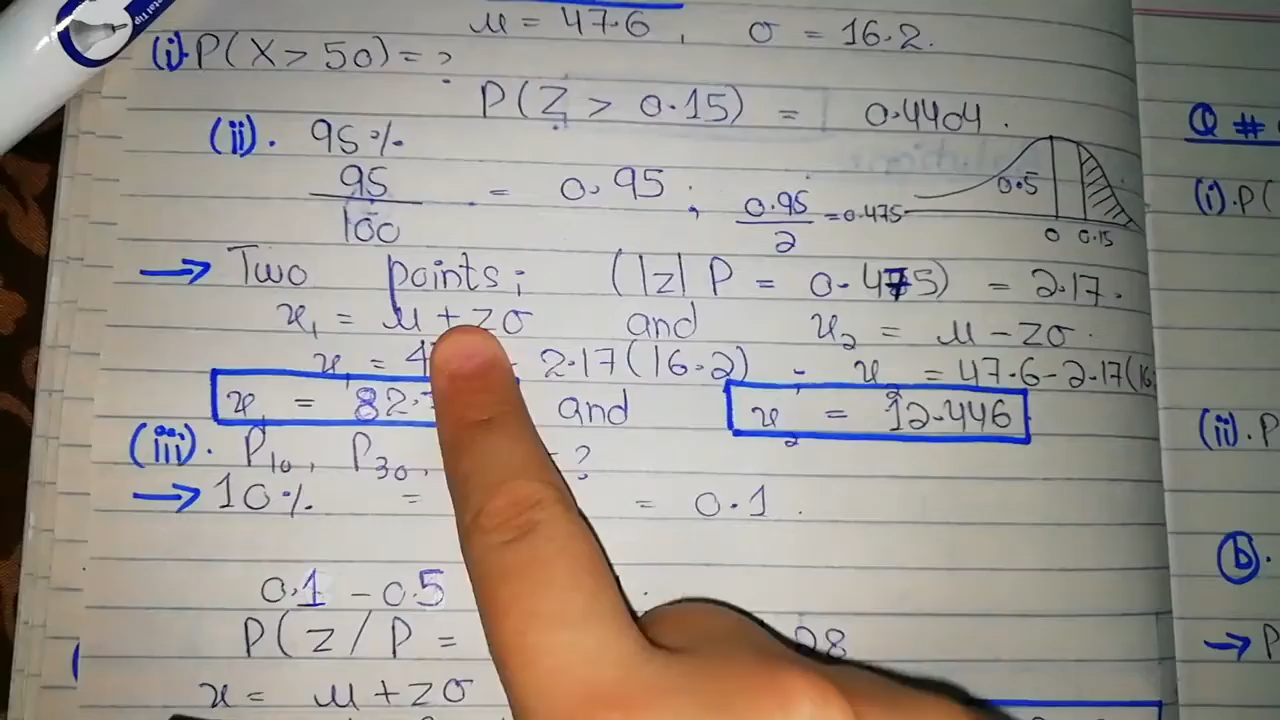 μ = 47.6 , σ = 16.2.
(i) P(X > 50) = ?
P(Z > 0.15) = 0.4404.
(ii). 95%
95/100 = 0.95 ; 0.95/2 = 0.475
0.5
0 0.15
→ Two points; (|z| P = 0.475) = 2.17.
x₁ = μ + zσ and x₂ = μ - zσ.
x₁ = 4 2.17(16.2) ; x = 47.6 - 2.17(16
x₁ = 82. and x₂ = 12.446
(iii). P₁₀, P₃₀, ?
→ 10% = = 0.1.
0.1 - 0.5
P(z/P = 08
x = μ + zσ
Q #
(i). P(
(ii). P
(b).
→ P